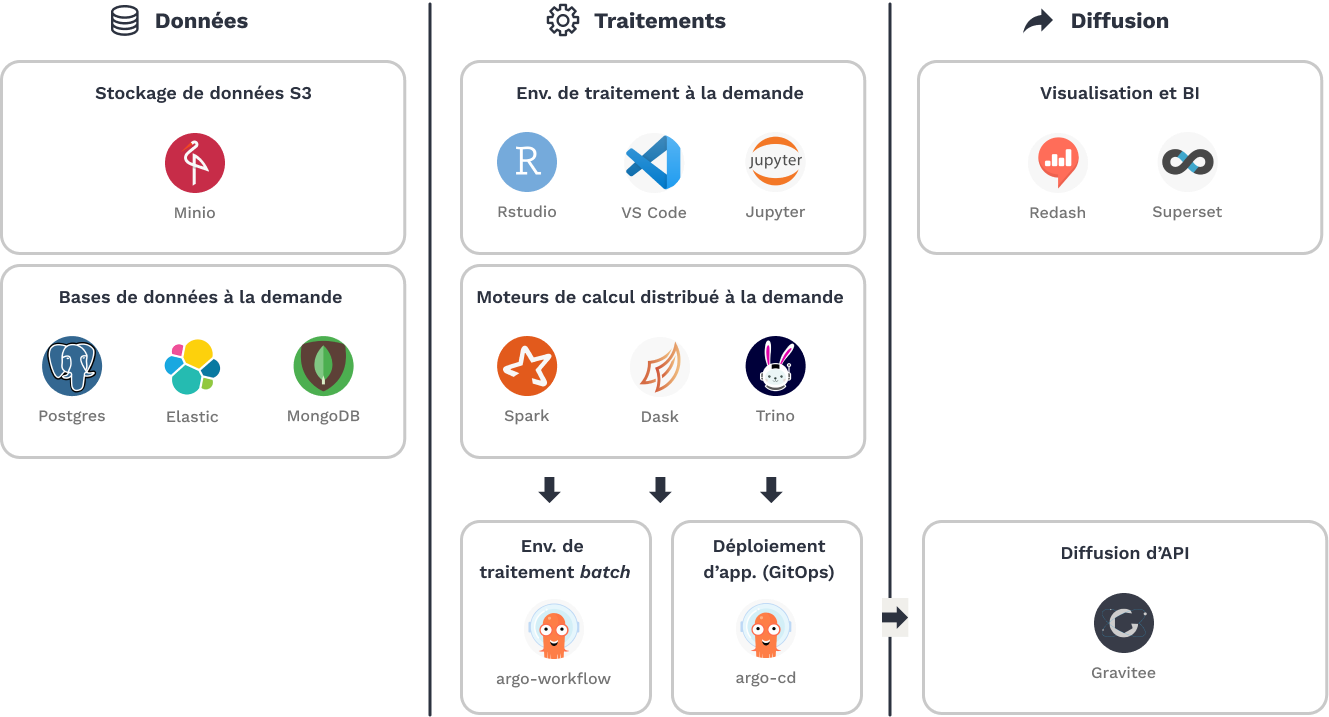 Données
Stockage de données S3
Minio
Bases de données à la demande
Postgres
Elastic
MongoDB
Traitements
Env. de traitement à la demande
R
jupyter
Rstudio
VS Code
Jupyter
Moteurs de calcul distribué à la demande
Spark
Dask
Trino
Env. de
traitement batch
argo-workflow
Déploiement
d’app. (GitOps)
argo-cd
Diffusion
Visualisation et BI
Redash
Superset
Diffusion d’API
Gravitee